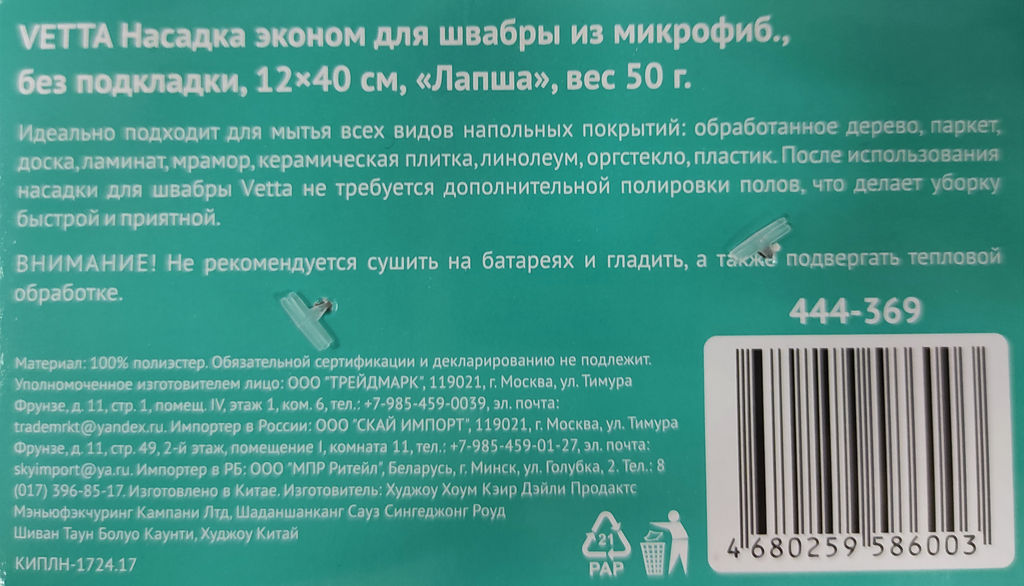 VETTA Насадка эконом для швабры из микрофиб.,
без подкладки, 12×40 см, «Лапша», вес 50 г.
Идеально подходит для мытья всех видов напольных покрытий: обработанное дерево, паркет,
доска, ламинат, мрамор, керамическая плитка, линолеум, оргстекло, пластик. После использования
насадки для швабры Vetta не требуется дополнительной полировки полов, что делает уборку
быстрой и приятной.
ВНИМАНИЕ! Не рекомендуется сушить на батареях и гладить, а также подвергать тепловой
обработке.
444-369
Материал: 100% полиэстер. Обязательной сертификации и декларированию не подлежит.
Уполномоченное изготовителем лицо: ООО "ТРЕЙДМАРК", 119021, г. Москва, ул. Тимура
Фрунзе, д. 11, стр. 1, помещ. IV, этаж 1, ком. 6, тел.: +7-985-459-0039, эл. почта:
trademrkt@yandex.ru. Импортер в России: ООО "СКАЙ ИМПОРТ", 119021, г. Москва, ул. Тимура
Фрунзе, д. 11, стр. 49, 2-й этаж, помещение I, комната 11, тел.: +7-985-459-01-27, эл. почта:
skyimport@ya.ru. Импортер в РБ: ООО "МПР Ритейл", Беларусь, г. Минск, ул. Голубка, 2. Тел.: 8
(017) 396-85-17. Изготовлено в Китае. Изготовитель: Худжоу Хоум Кэир Дэйли Продактс
Мэньюфэкчуринг Кампани Лтд, Шаданшанканг Сауз Сингеджонг Роуд
Шиван Таун Болуо Каунти, Худжоу Китай
КИПЛН-1724.17
21
PAP
4 680259 586003